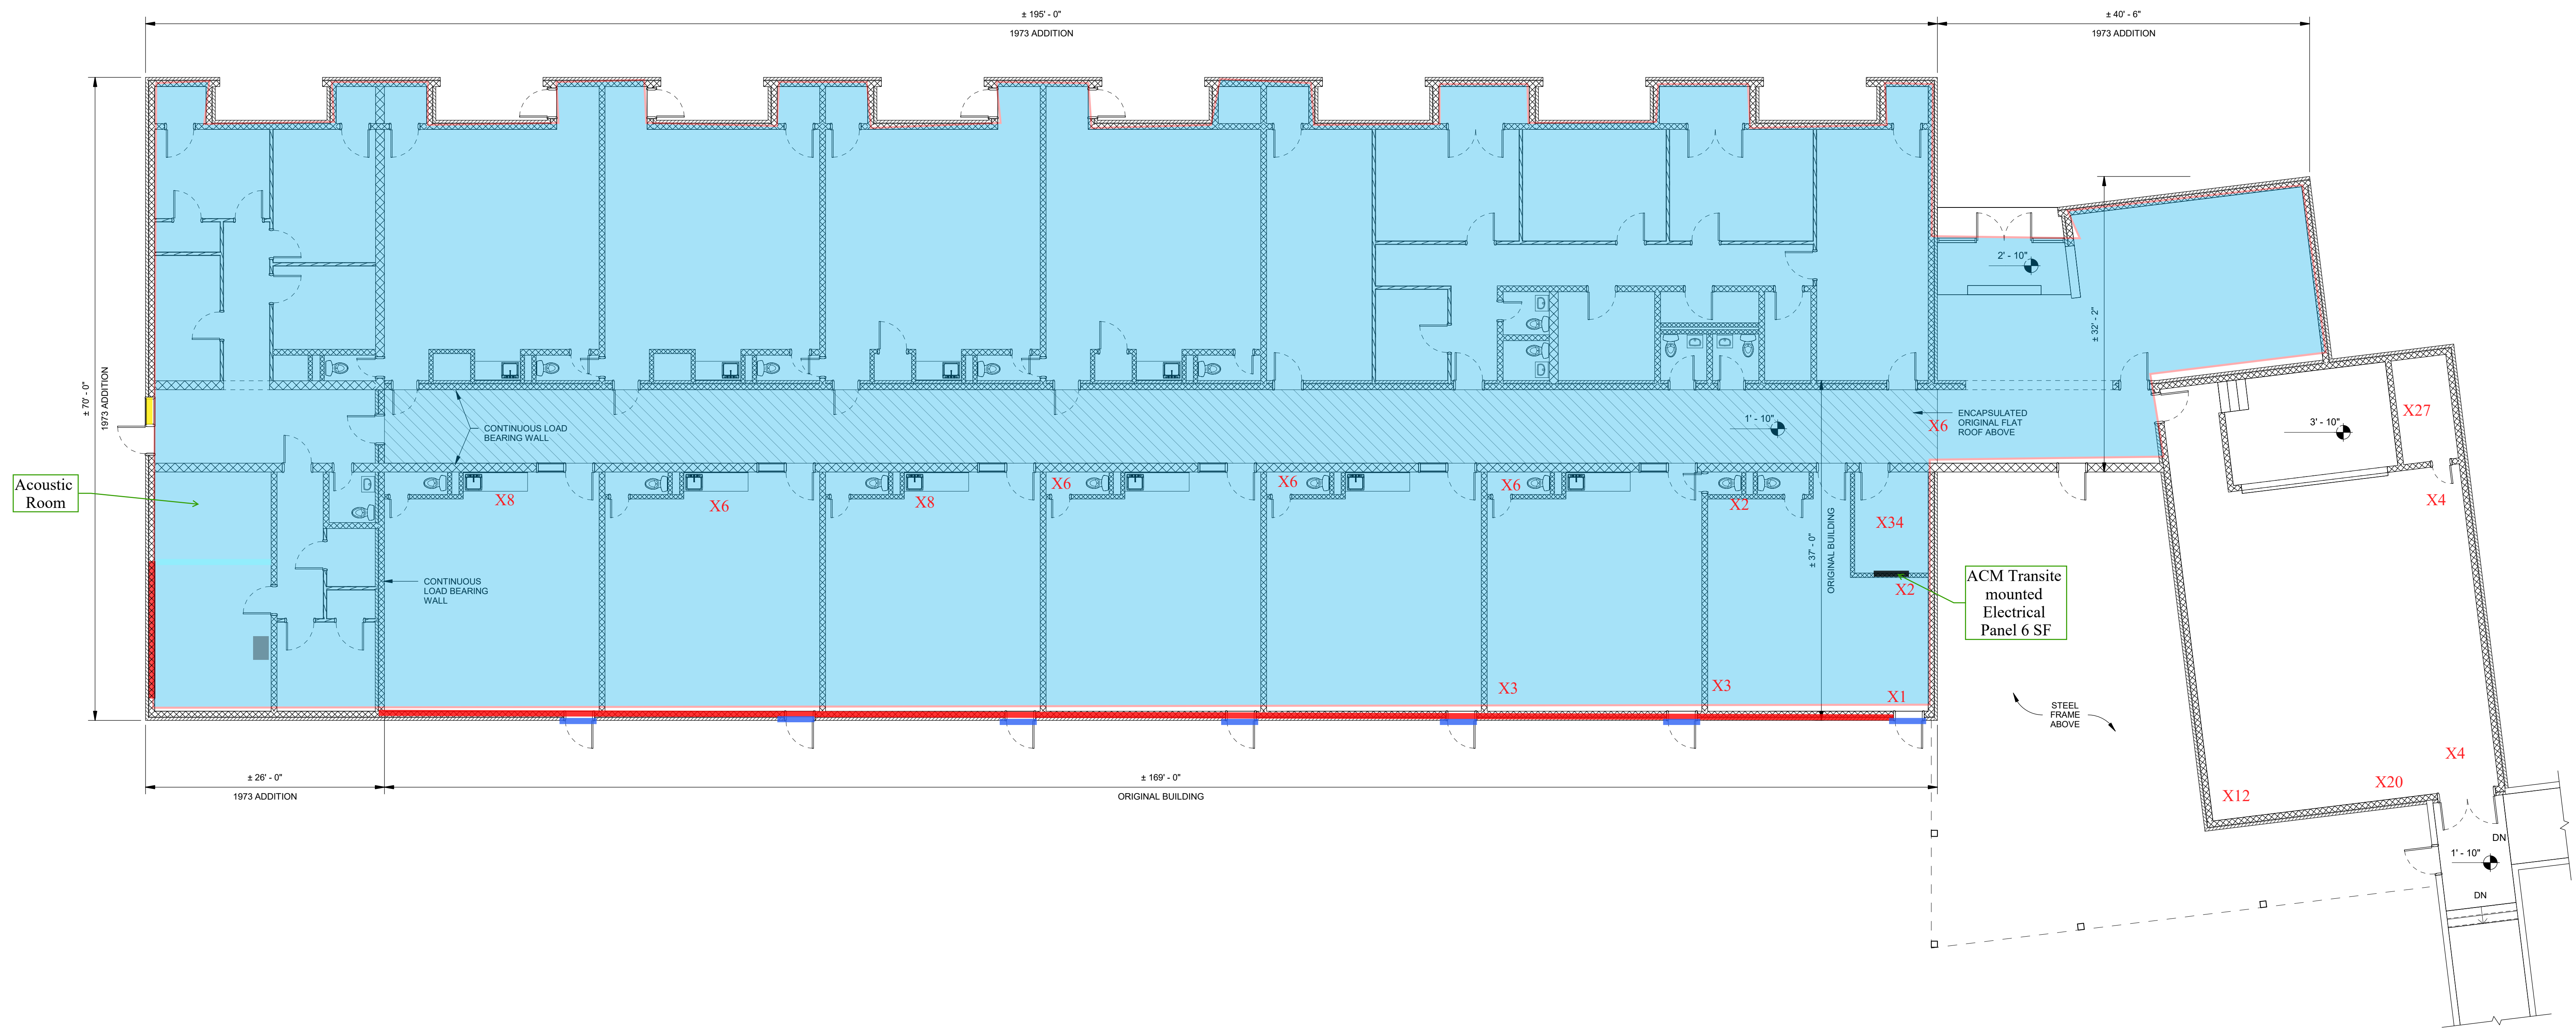 ± 195' - 0"
1973 ADDITION
± 40' - 6"
1973 ADDITION
± 70' - 0"
1973 ADDITION
2' - 10"
± 32' - 2"
CONTINUOUS LOAD
BEARING WALL
1' - 10"
X6
ENCAPSULATED
ORIGINAL FLAT
ROOF ABOVE
3' - 10"
X27
Acoustic
Room
X8
X6
X8
X6
X6
X6
X2
X34
X4
± 37' - 0"
ORIGINAL BUILDING
CONTINUOUS
LOAD BEARING
WALL
X2
ACM Transite
mounted
Electrical
Panel 6 SF
X3
X3
X1
STEEL
FRAME
ABOVE
X4
X20
X12
± 26' - 0"
1973 ADDITION
± 169' - 0"
ORIGINAL BUILDING
DN
1' - 10"
DN